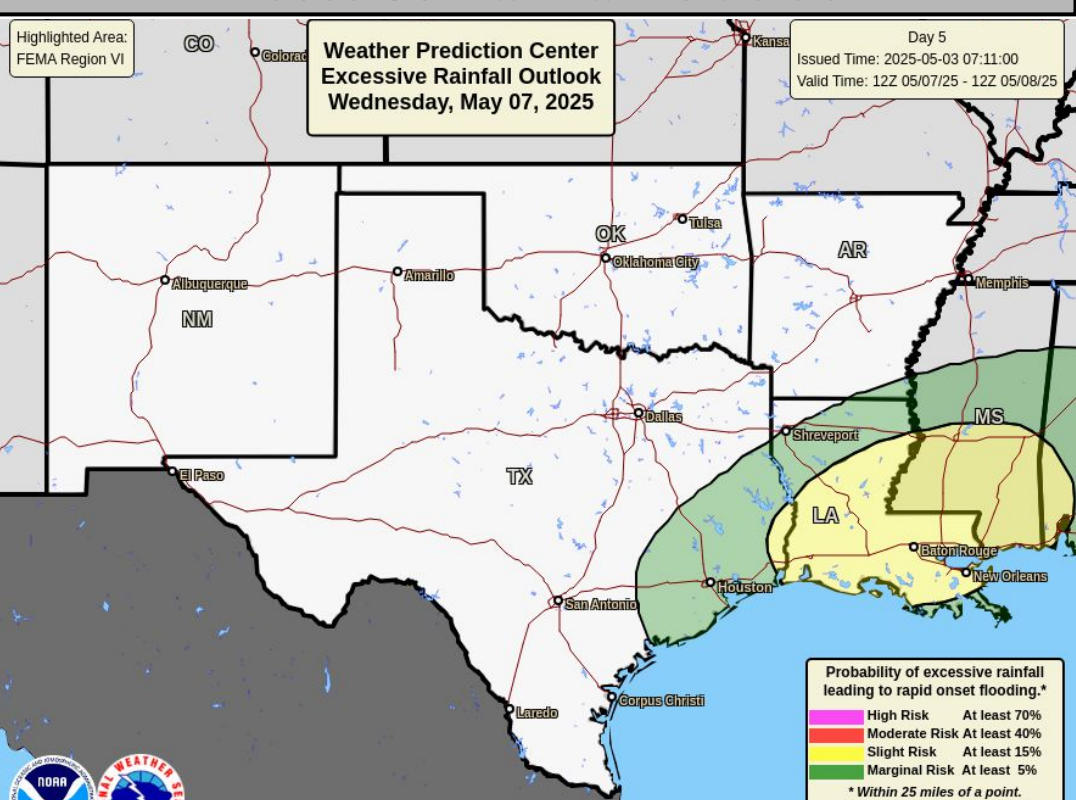 Highlighted Area:
FEMA Region VI
Weather Prediction Center
Excessive Rainfall Outlook
Wednesday, May 07, 2025
Day 5
Issued Time: 2025-05-03 07:11:00
Valid Time: 12Z 05/07/25 - 12Z 05/08/25
CO
Colorad
Kansa
Tulsa
OK
Oklahoma City
AR
Amarillo
Albuquerque
Memphis
NM
Dallas
MS
Shreveport
El Paso
TX
LA
Baton Rouge
New Orleans
Houston
San Antonio
Corpus Christi
Laredo
Probability of excessive rainfall
leading to rapid onset flooding.*
High Risk At least 70%
Moderate Risk At least 40%
Slight Risk At least 15%
Marginal Risk At least 5%
* Within 25 miles of a point.
NOAA
NAL WEATHER SE